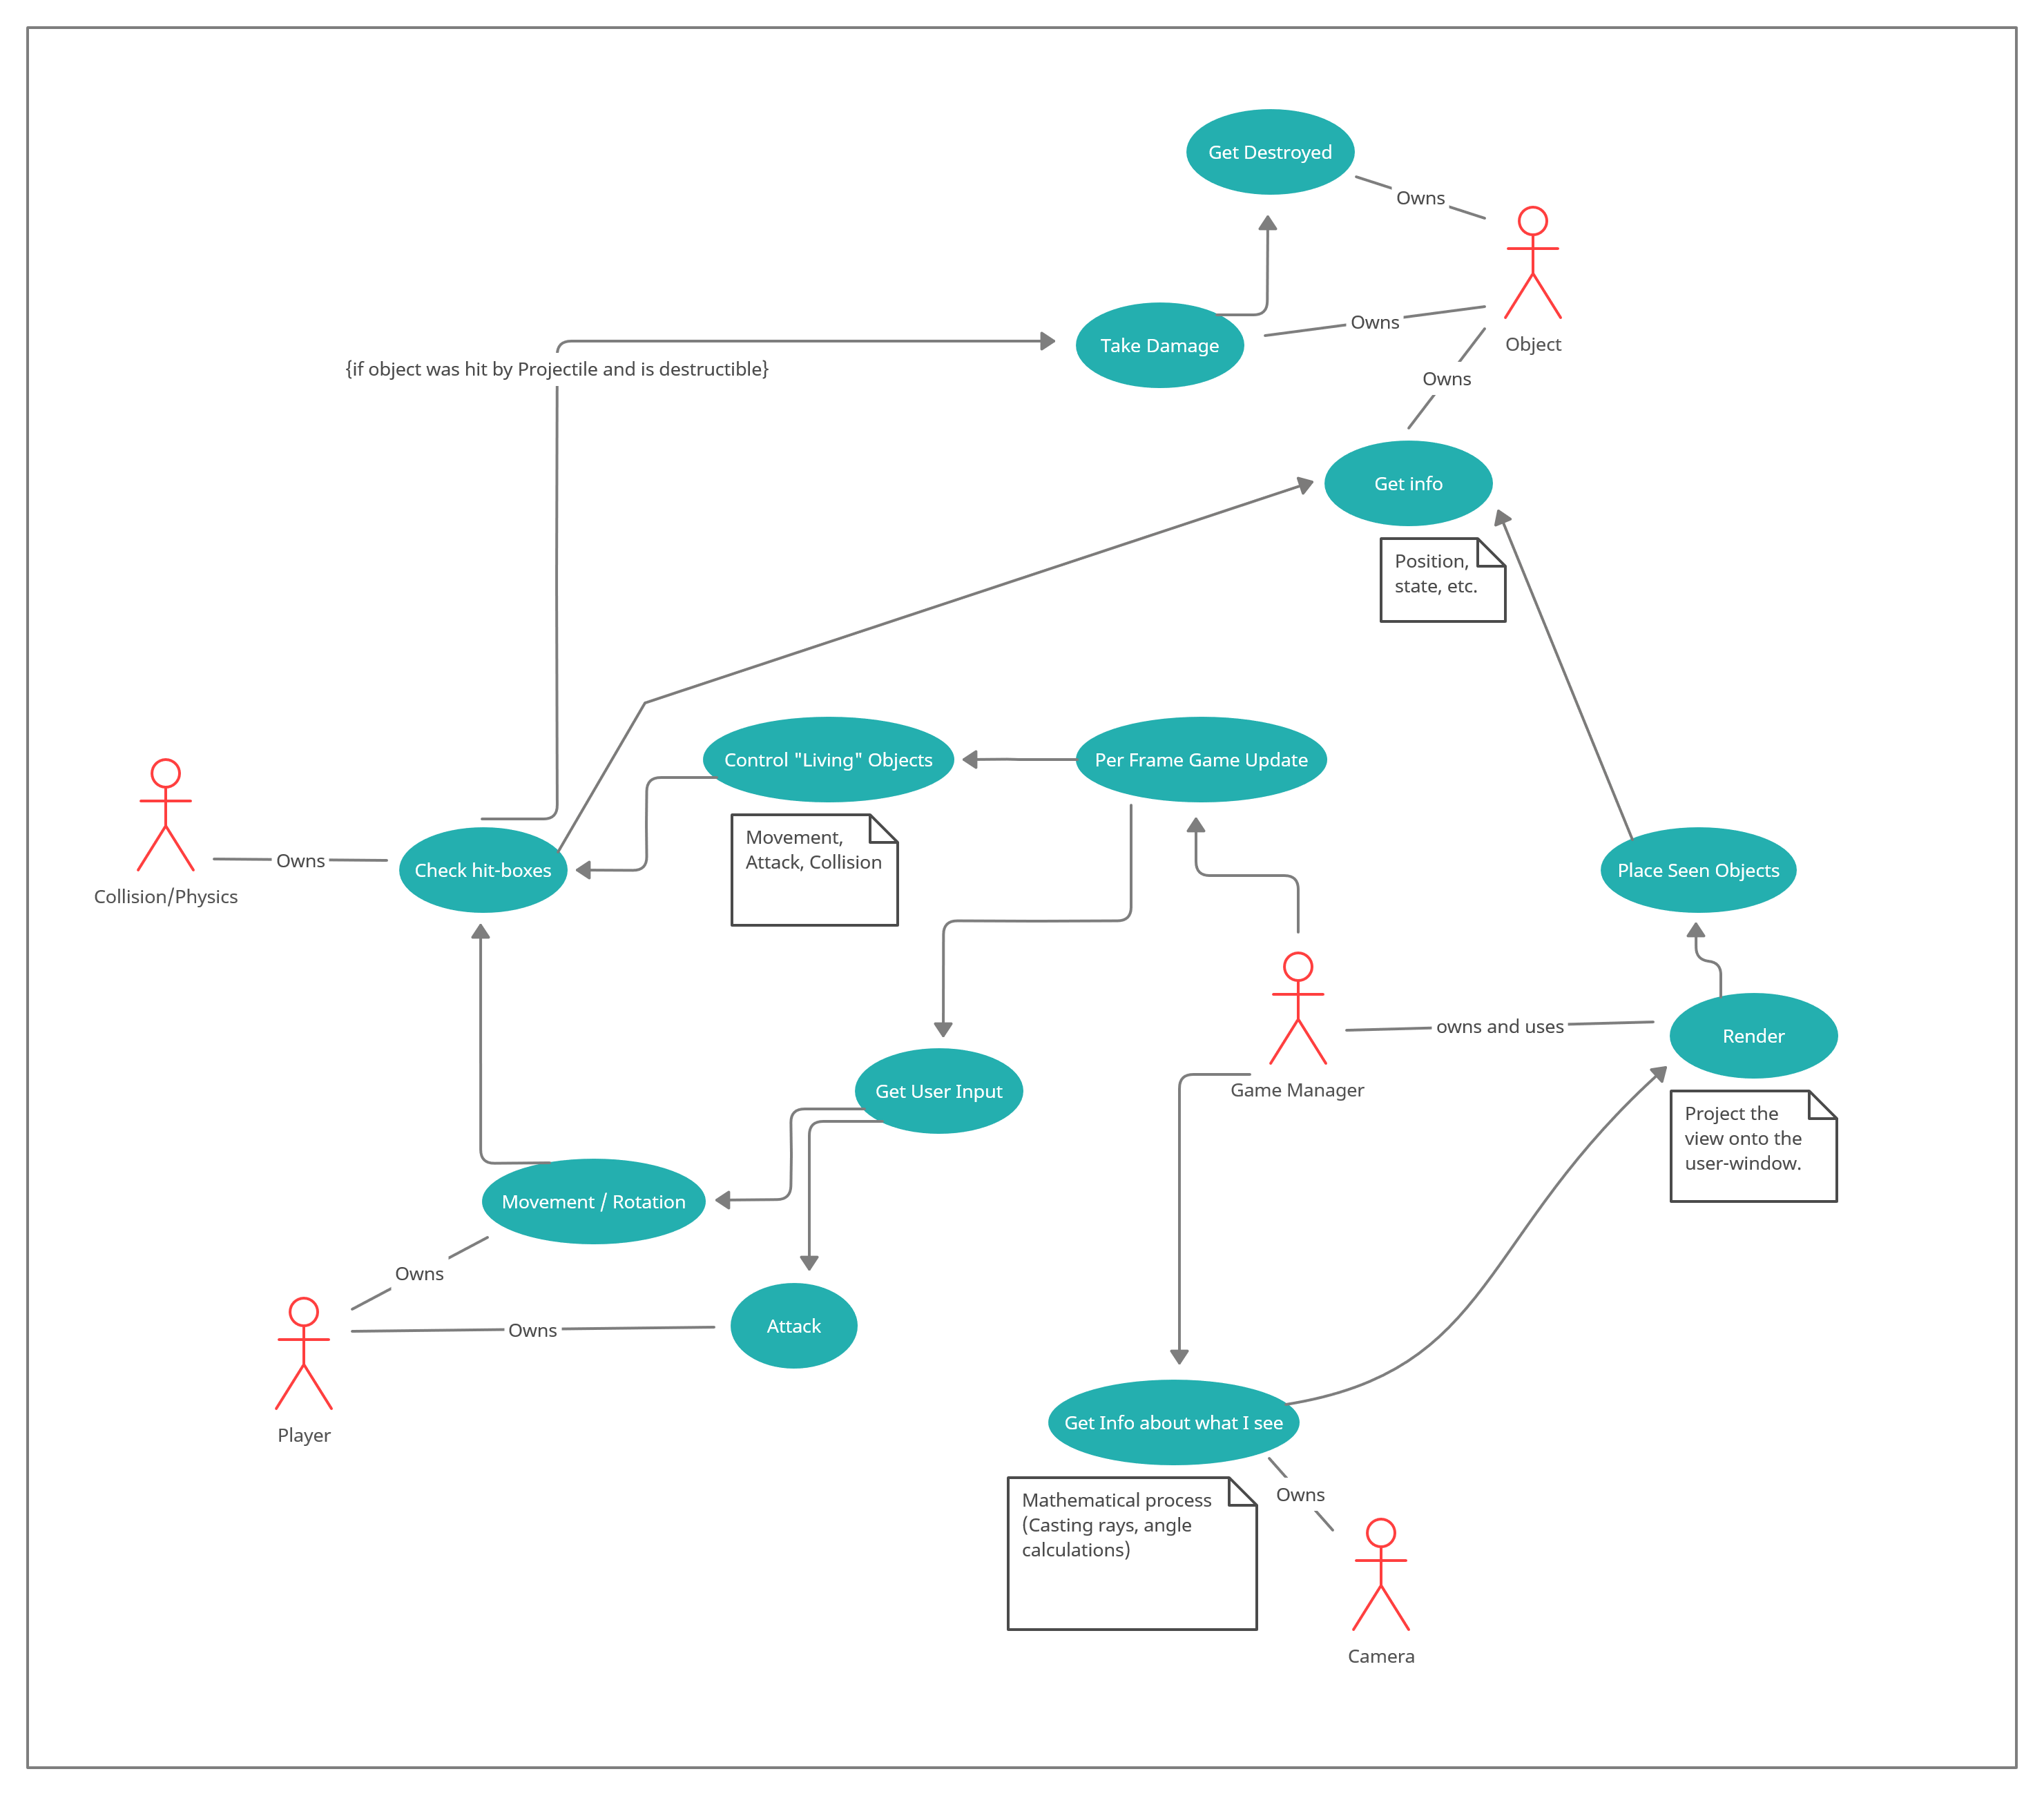 Get Destroyed
Owns
Take Damage
Owns
Object
{if object was hit by Projectile and is destructible}
Owns
Get info
Position,
state, etc.
Control "Living" Objects
Per Frame Game Update
Movement,
Attack, Collision
Collision/Physics
Owns
Check hit-boxes
Place Seen Objects
Game Manager
owns and uses
Render
Project the
view onto the
user-window.
Get User Input
Movement / Rotation
Owns
Player
Owns
Attack
Get Info about what I see
Mathematical process
(Casting rays, angle
calculations)
Owns
Camera